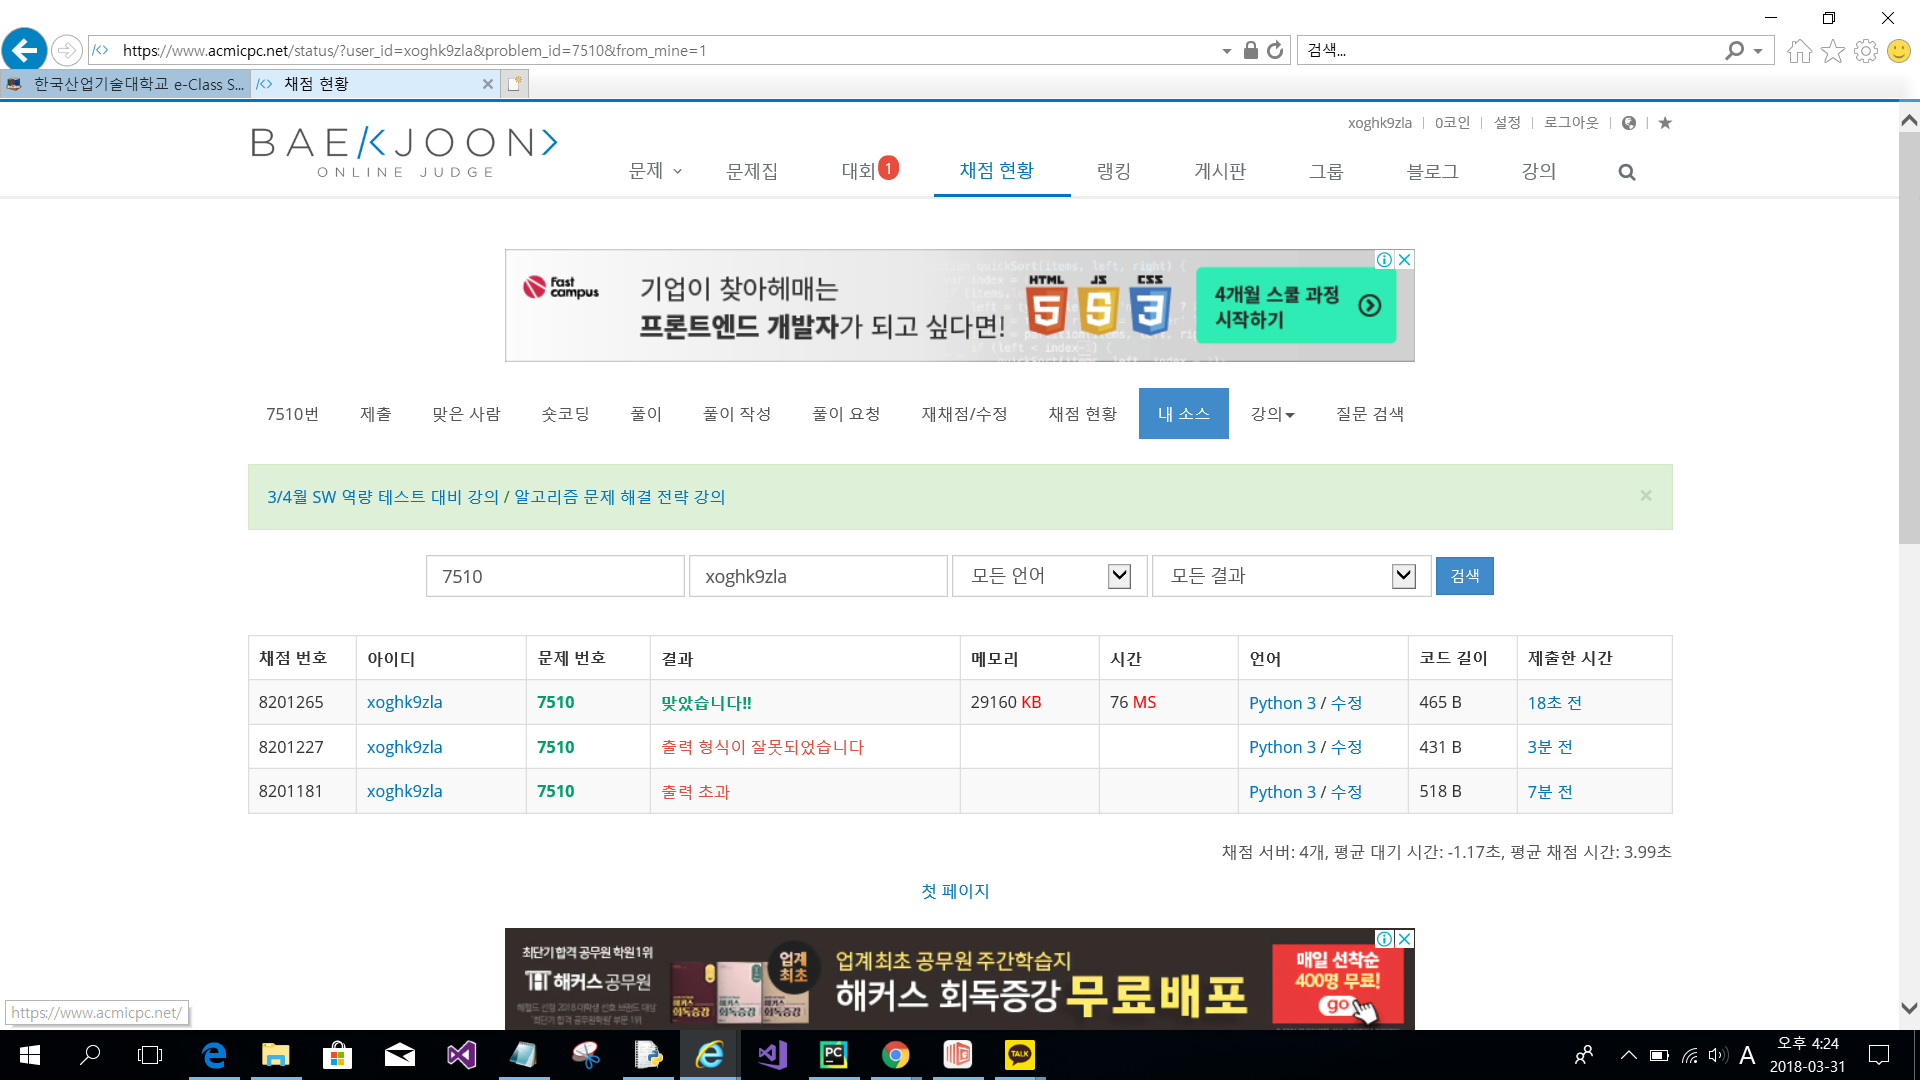 https://www.acmicpc.net/status/?user_id=xoghk9zla&problem_id=7510&from_mine=1
검색...
한국산업기술대학교 e-Class S...
채점 현황
xoghk9zla
0코인
설정
로그아웃
BAEKJOON
ONLINE JUDGE
문제
문제집
대회
1
채점 현황
랭킹
게시판
그룹
블로그
강의
Fast campus
기업이 찾아헤매는
프론트엔드 개발자가 되고 싶다면!
HTML
5
JS
5
CSS
3
4개월 스쿨 과정
시작하기
7510번
제출
맞은 사람
숏코딩
풀이
풀이 작성
풀이 요청
재채점/수정
채점 현황
내 소스
강의
질문 검색
3/4월 SW 역량 테스트 대비 강의 / 알고리즘 문제 해결 전략 강의
7510
xoghk9zla
모든 언어
모든 결과
검색
채점 번호 아이디 문제 번호 결과 메모리 시간 언어 코드 길이 제출한 시간
8201265 xoghk9zla 7510 맞았습니다!! 29160 KB 76 MS Python 3 / 수정 465 B 18초 전
8201227 xoghk9zla 7510 출력 형식이 잘못되었습니다 Python 3 / 수정 431 B 3분 전
8201181 xoghk9zla 7510 출력 초과 Python 3 / 수정 518 B 7분 전
채점 서버: 4개, 평균 대기 시간: -1.17초, 평균 채점 시간: 3.99초
첫 페이지
최단기합격 공무원 학원 1위
해커스공무원
업계 최초
업계최초 공무원 주간학습지
해커스 회독증강 무료배포
매일 선착순
400명 무료!
go
https://www.acmicpc.net/
PC
TALK
A
오후 4:24
2018-03-31